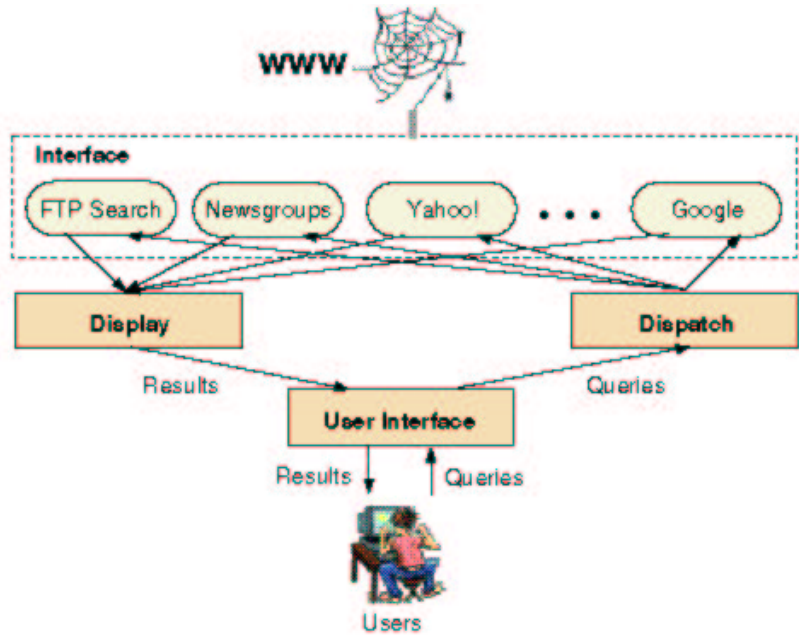 WWW
Interface
FTP Search
Newsgroups
Yahoo!
• • •
Google
Display
Dispatch
Results
Queries
User Interface
Results
Queries
Users